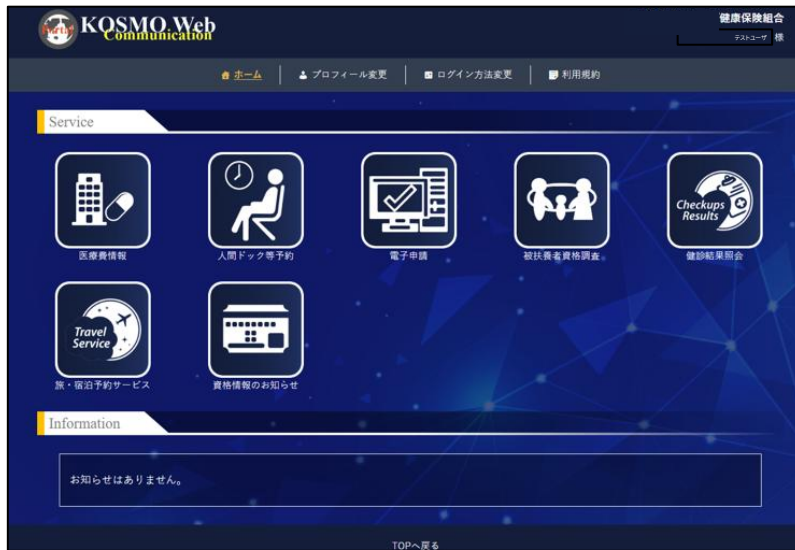 Portal
KOSMO Web
Communication
健康保険組合
テストユーザ 様
ホーム
プロフィール変更
ログイン方法変更
利用規約
Service
医療費情報
人間ドック等予約
電子申請
被扶養者資格調査
Checkups
Results
健診結果照会
Travel
Service
旅・宿泊予約サービス
資格情報のお知らせ
Information
お知らせはありません。
TOPへ戻る